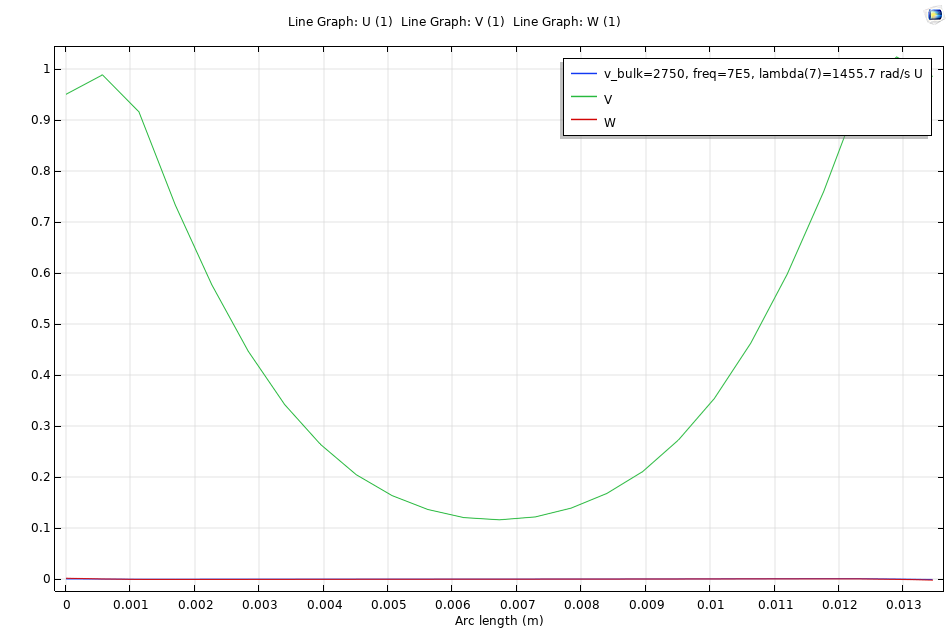 Line Graph: U (1) Line Graph: V (1) Line Graph: W (1)
v_bulk=2750, freq=7E5, lambda(7)=1455.7 rad/s U
V
W
1
0.9
0.8
0.7
0.6
0.5
0.4
0.3
0.2
0.1
0
0 0.001 0.002 0.003 0.004 0.005 0.006 0.007 0.008 0.009 0.01 0.011 0.012 0.013
Arc length (m)